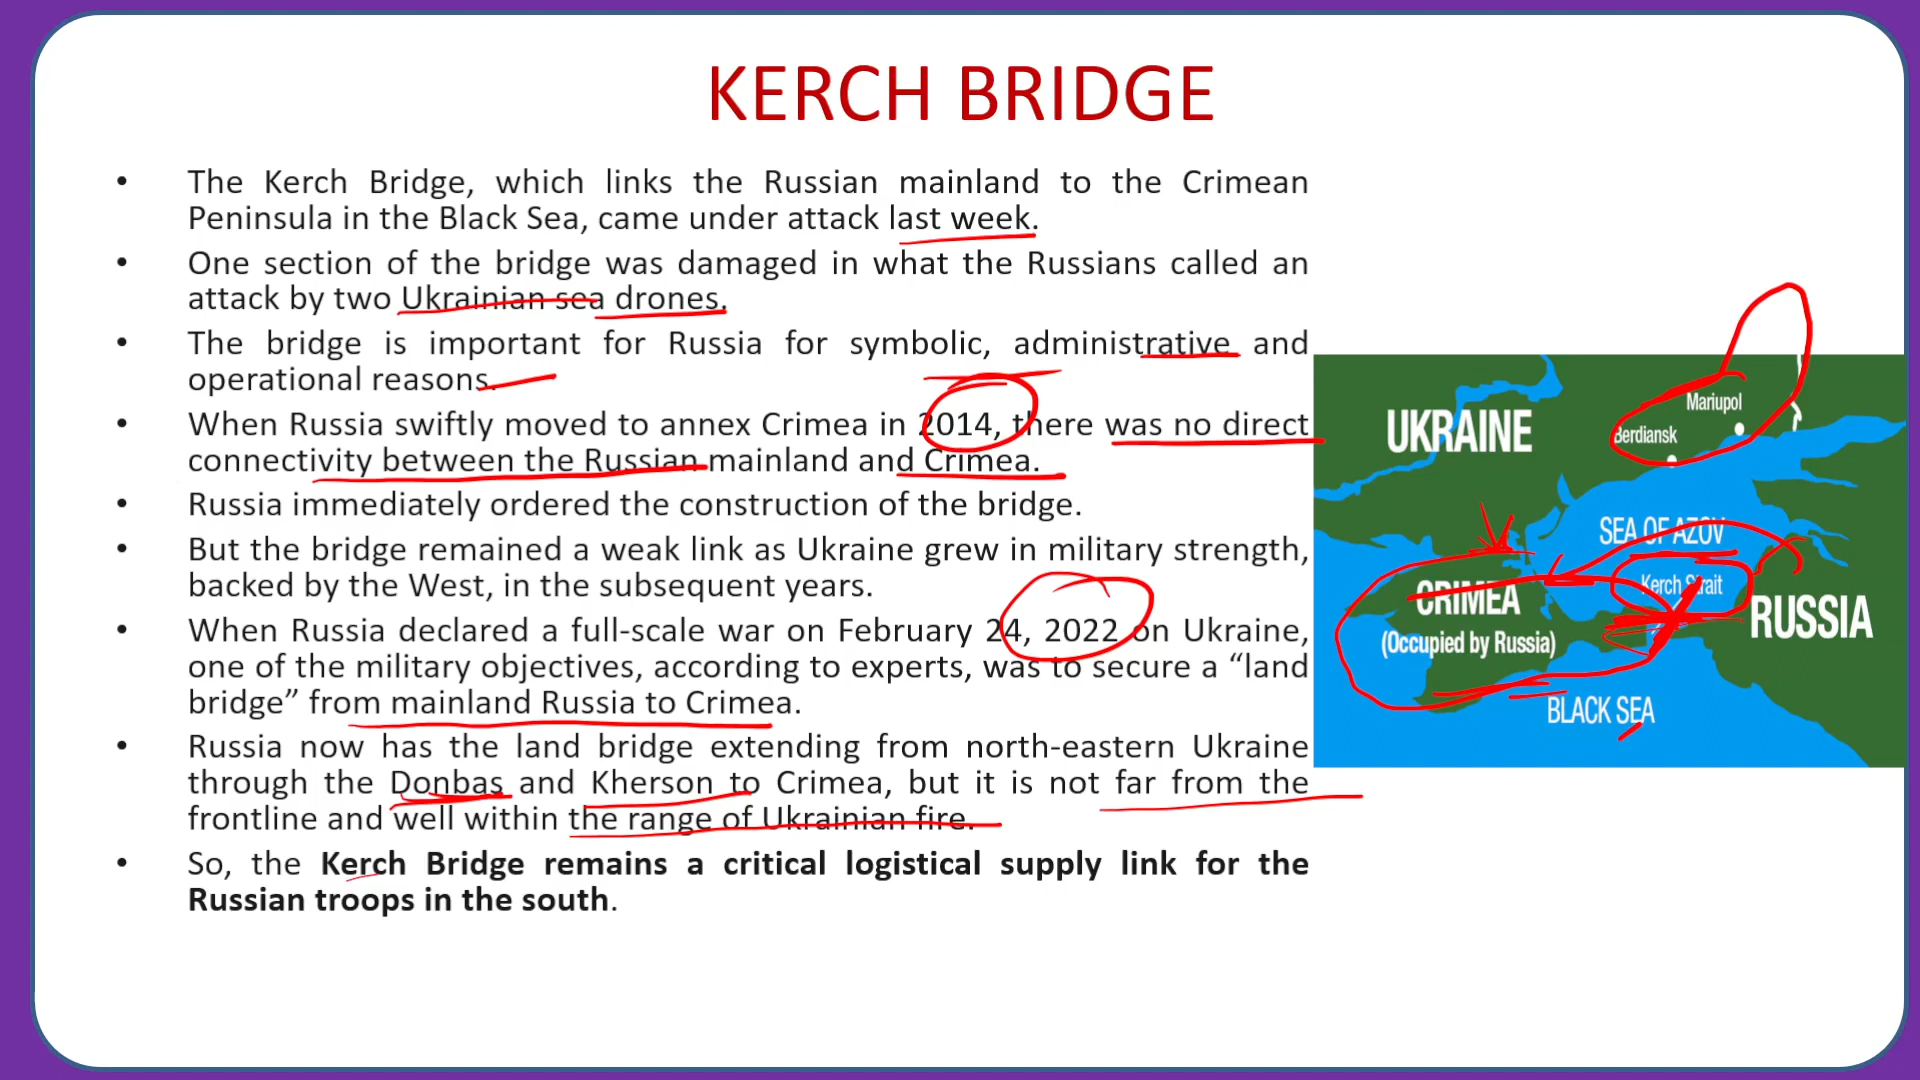 KERCH BRIDGE
• The Kerch Bridge, which links the Russian mainland to the Crimean
Peninsula in the Black Sea, came under attack last week.
• One section of the bridge was damaged in what the Russians called an
attack by two Ukrainian sea drones.
• The bridge is important for Russia for symbolic, administrative and
operational reasons.
• When Russia swiftly moved to annex Crimea in 2014, there was no direct
connectivity between the Russian mainland and Crimea.
• Russia immediately ordered the construction of the bridge.
• But the bridge remained a weak link as Ukraine grew in military strength,
backed by the West, in the subsequent years.
• When Russia declared a full-scale war on February 24, 2022 on Ukraine,
one of the military objectives, according to experts, was to secure a “land
bridge” from mainland Russia to Crimea.
• Russia now has the land bridge extending from north-eastern Ukraine
through the Donbas and Kherson to Crimea, but it is not far from the
frontline and well within the range of Ukrainian fire.
• So, the Kerch Bridge remains a critical logistical supply link for the
Russian troops in the south.
UKRAINE
Mariupol
Berdiansk
SEA OF AZOV
Kerch Strait
CRIMEA
(Occupied by Russia)
RUSSIA
BLACK SEA